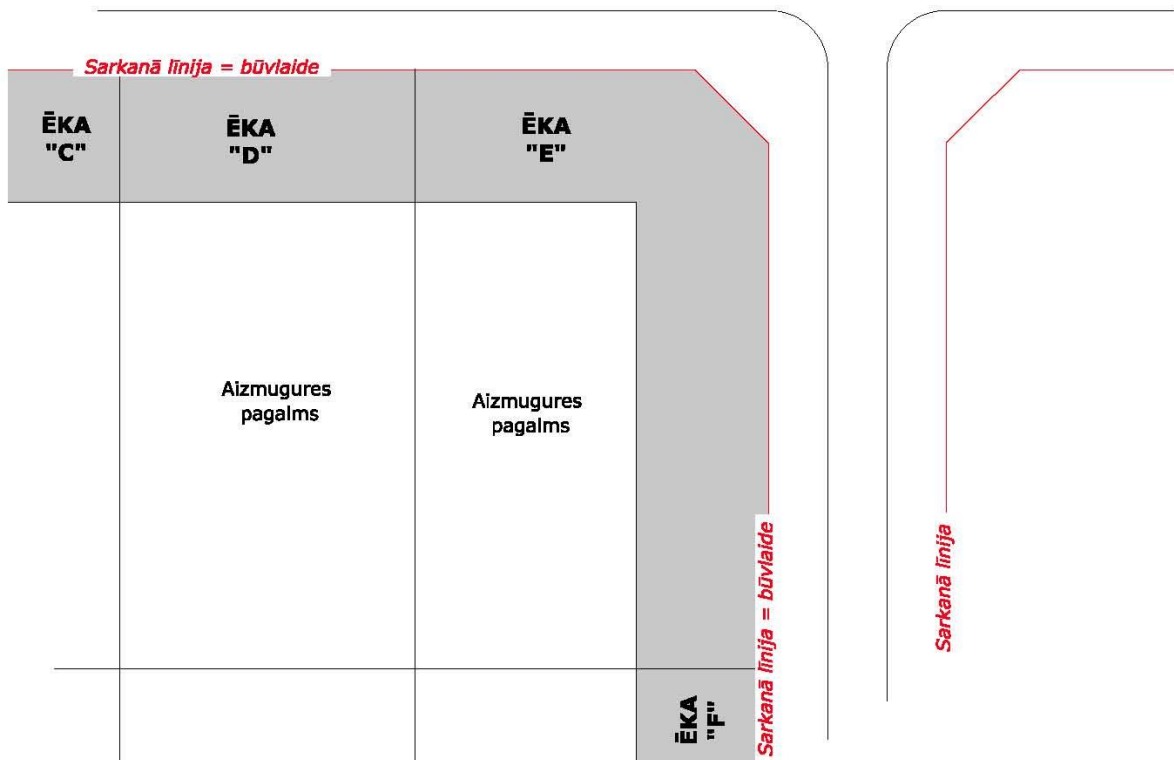 Sarkanā līnija = būvlaide
ĒKA
"C"
ĒKA
"D"
ĒKA
"E"
Aizmugures
pagalms
Aizmugures
pagalms
Sarkanā līnija = būvlaide
Sarkanā līnija
ĒKA
"F"